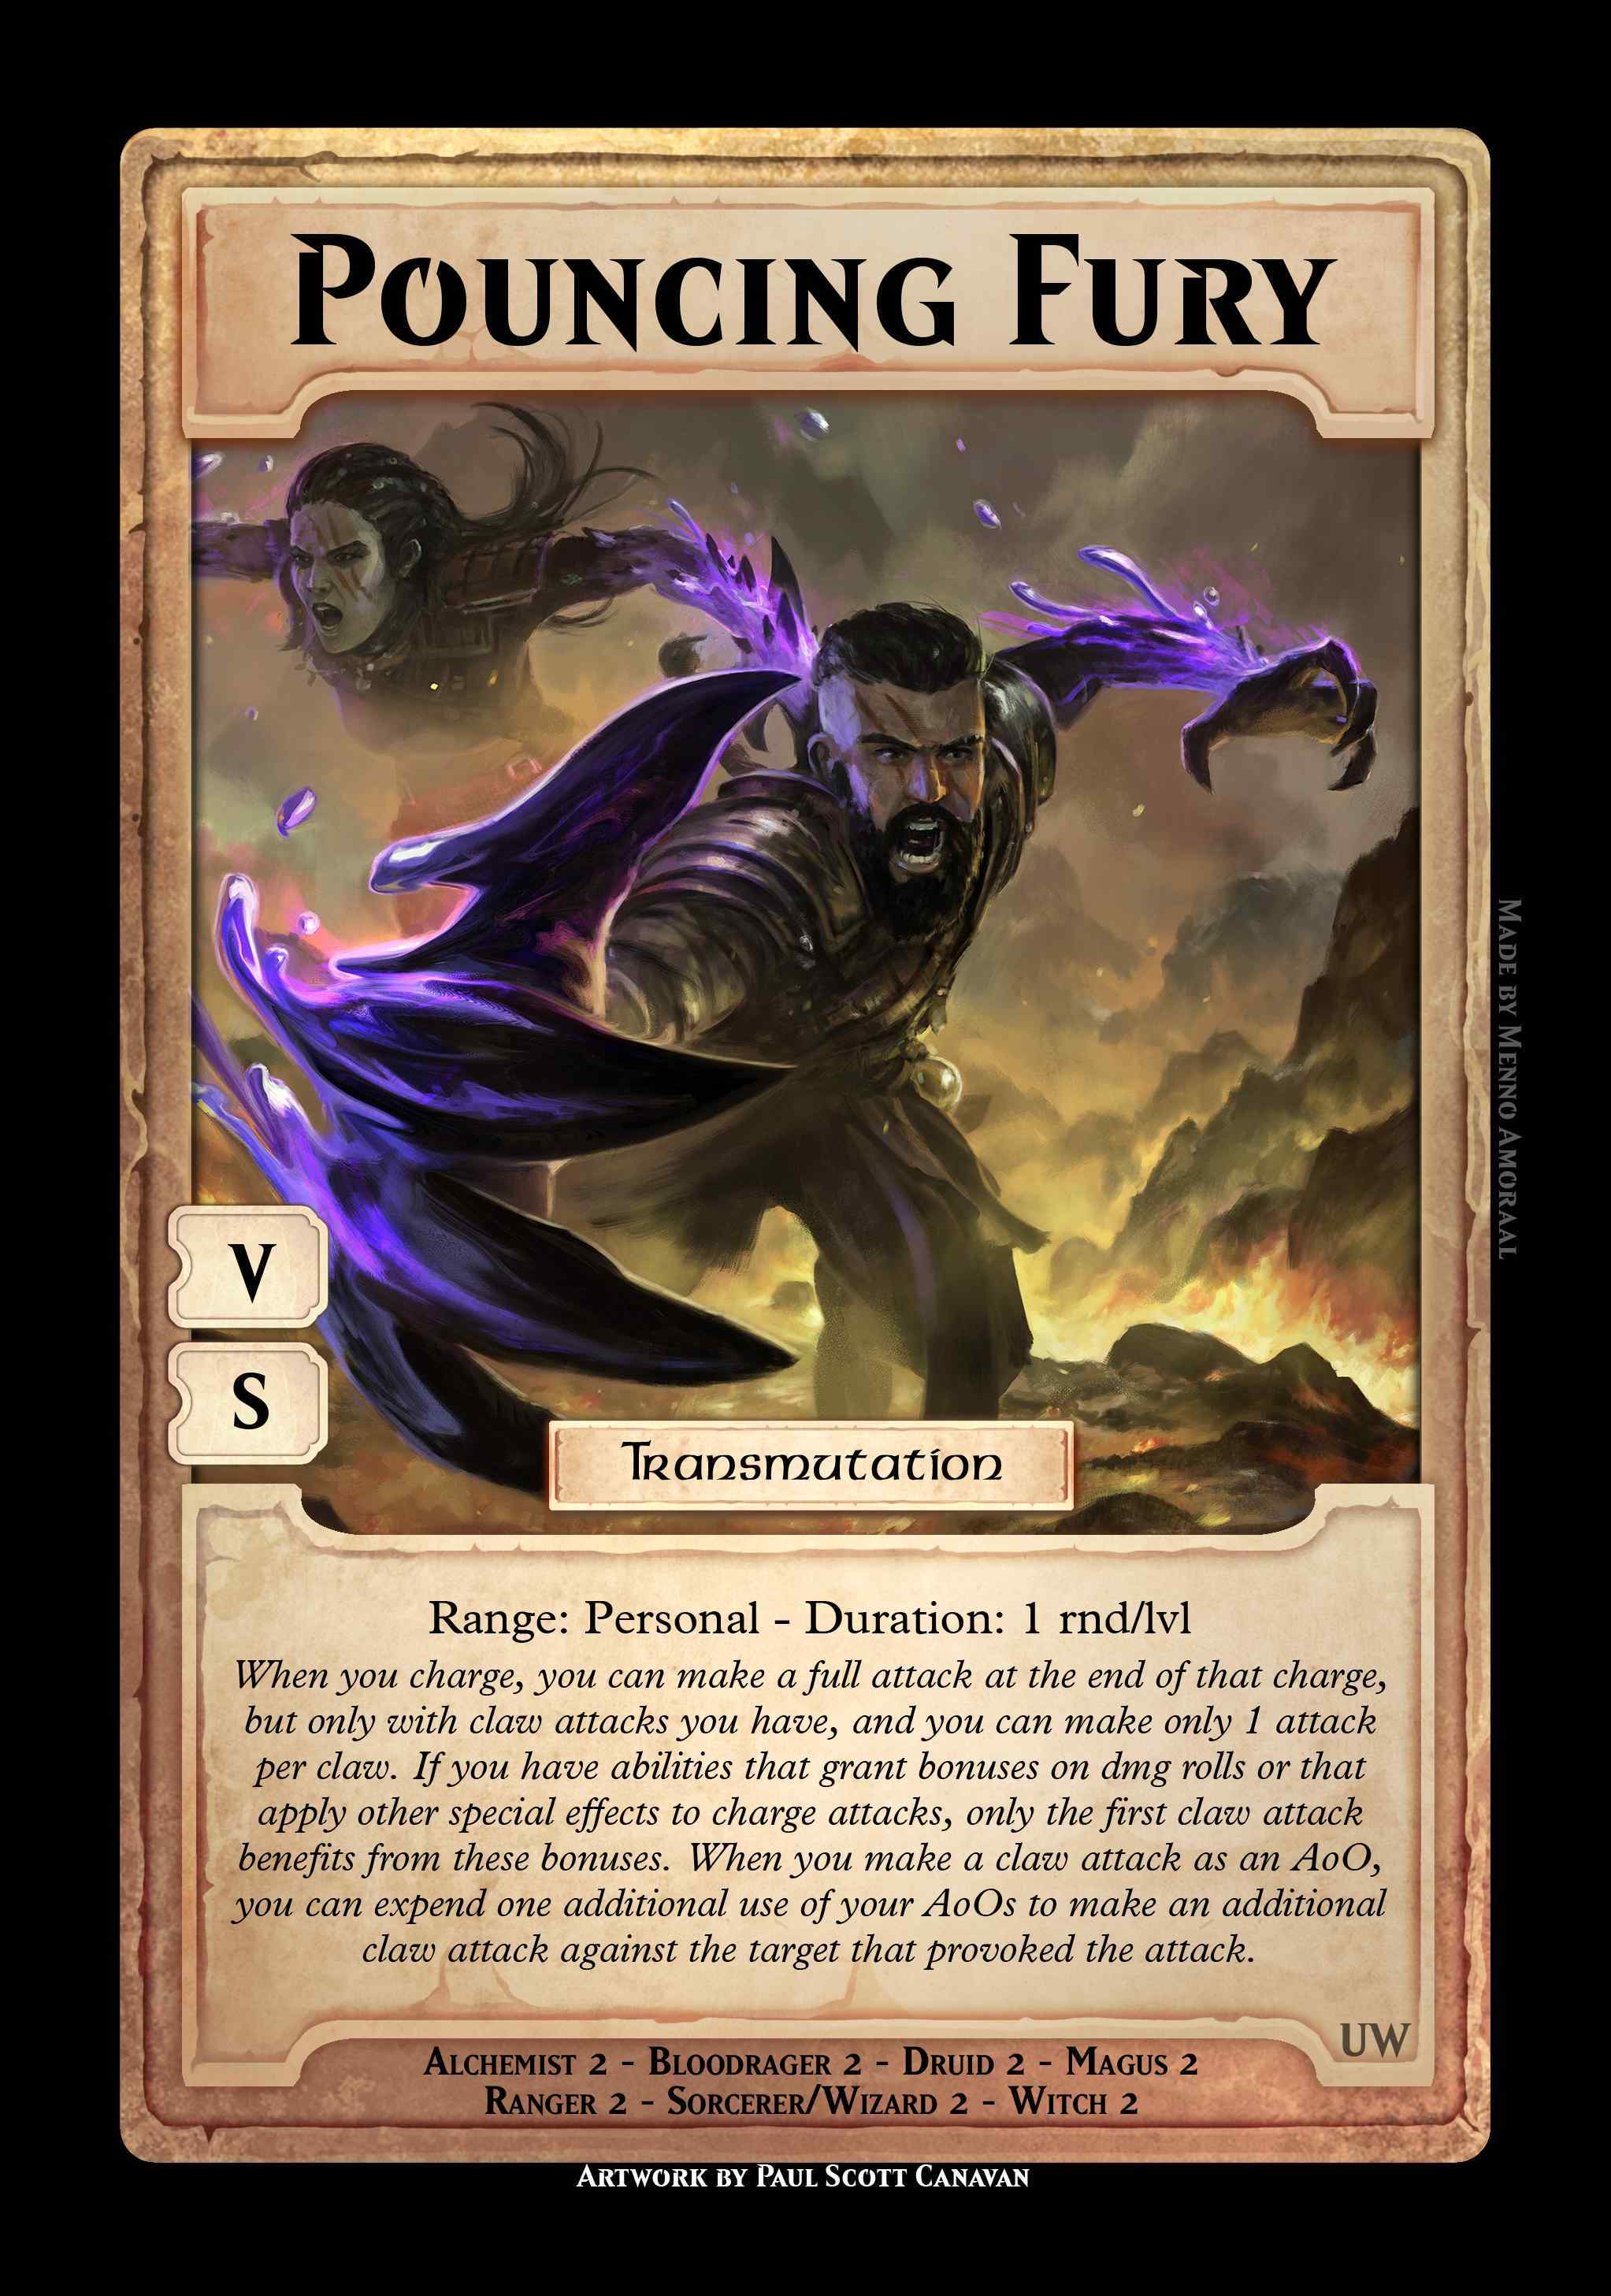 Pouncing Fury
V
S
Transmutation
Range: Personal - Duration: 1 rnd/lvl
When you charge, you can make a full attack at the end of that charge,
but only with claw attacks you have, and you can make only 1 attack
per claw. If you have abilities that grant bonuses on dmg rolls or that
apply other special effects to charge attacks, only the first claw attack
benefits from these bonuses. When you make a claw attack as an AoO,
you can expend one additional use of your AoOs to make an additional
claw attack against the target that provoked the attack.
UW
Alchemist 2 - Bloodrager 2 - Druid 2 - Magus 2
Ranger 2 - Sorcerer/Wizard 2 - Witch 2
Artwork by Paul Scott Canavan
Made by Menno Amoraal